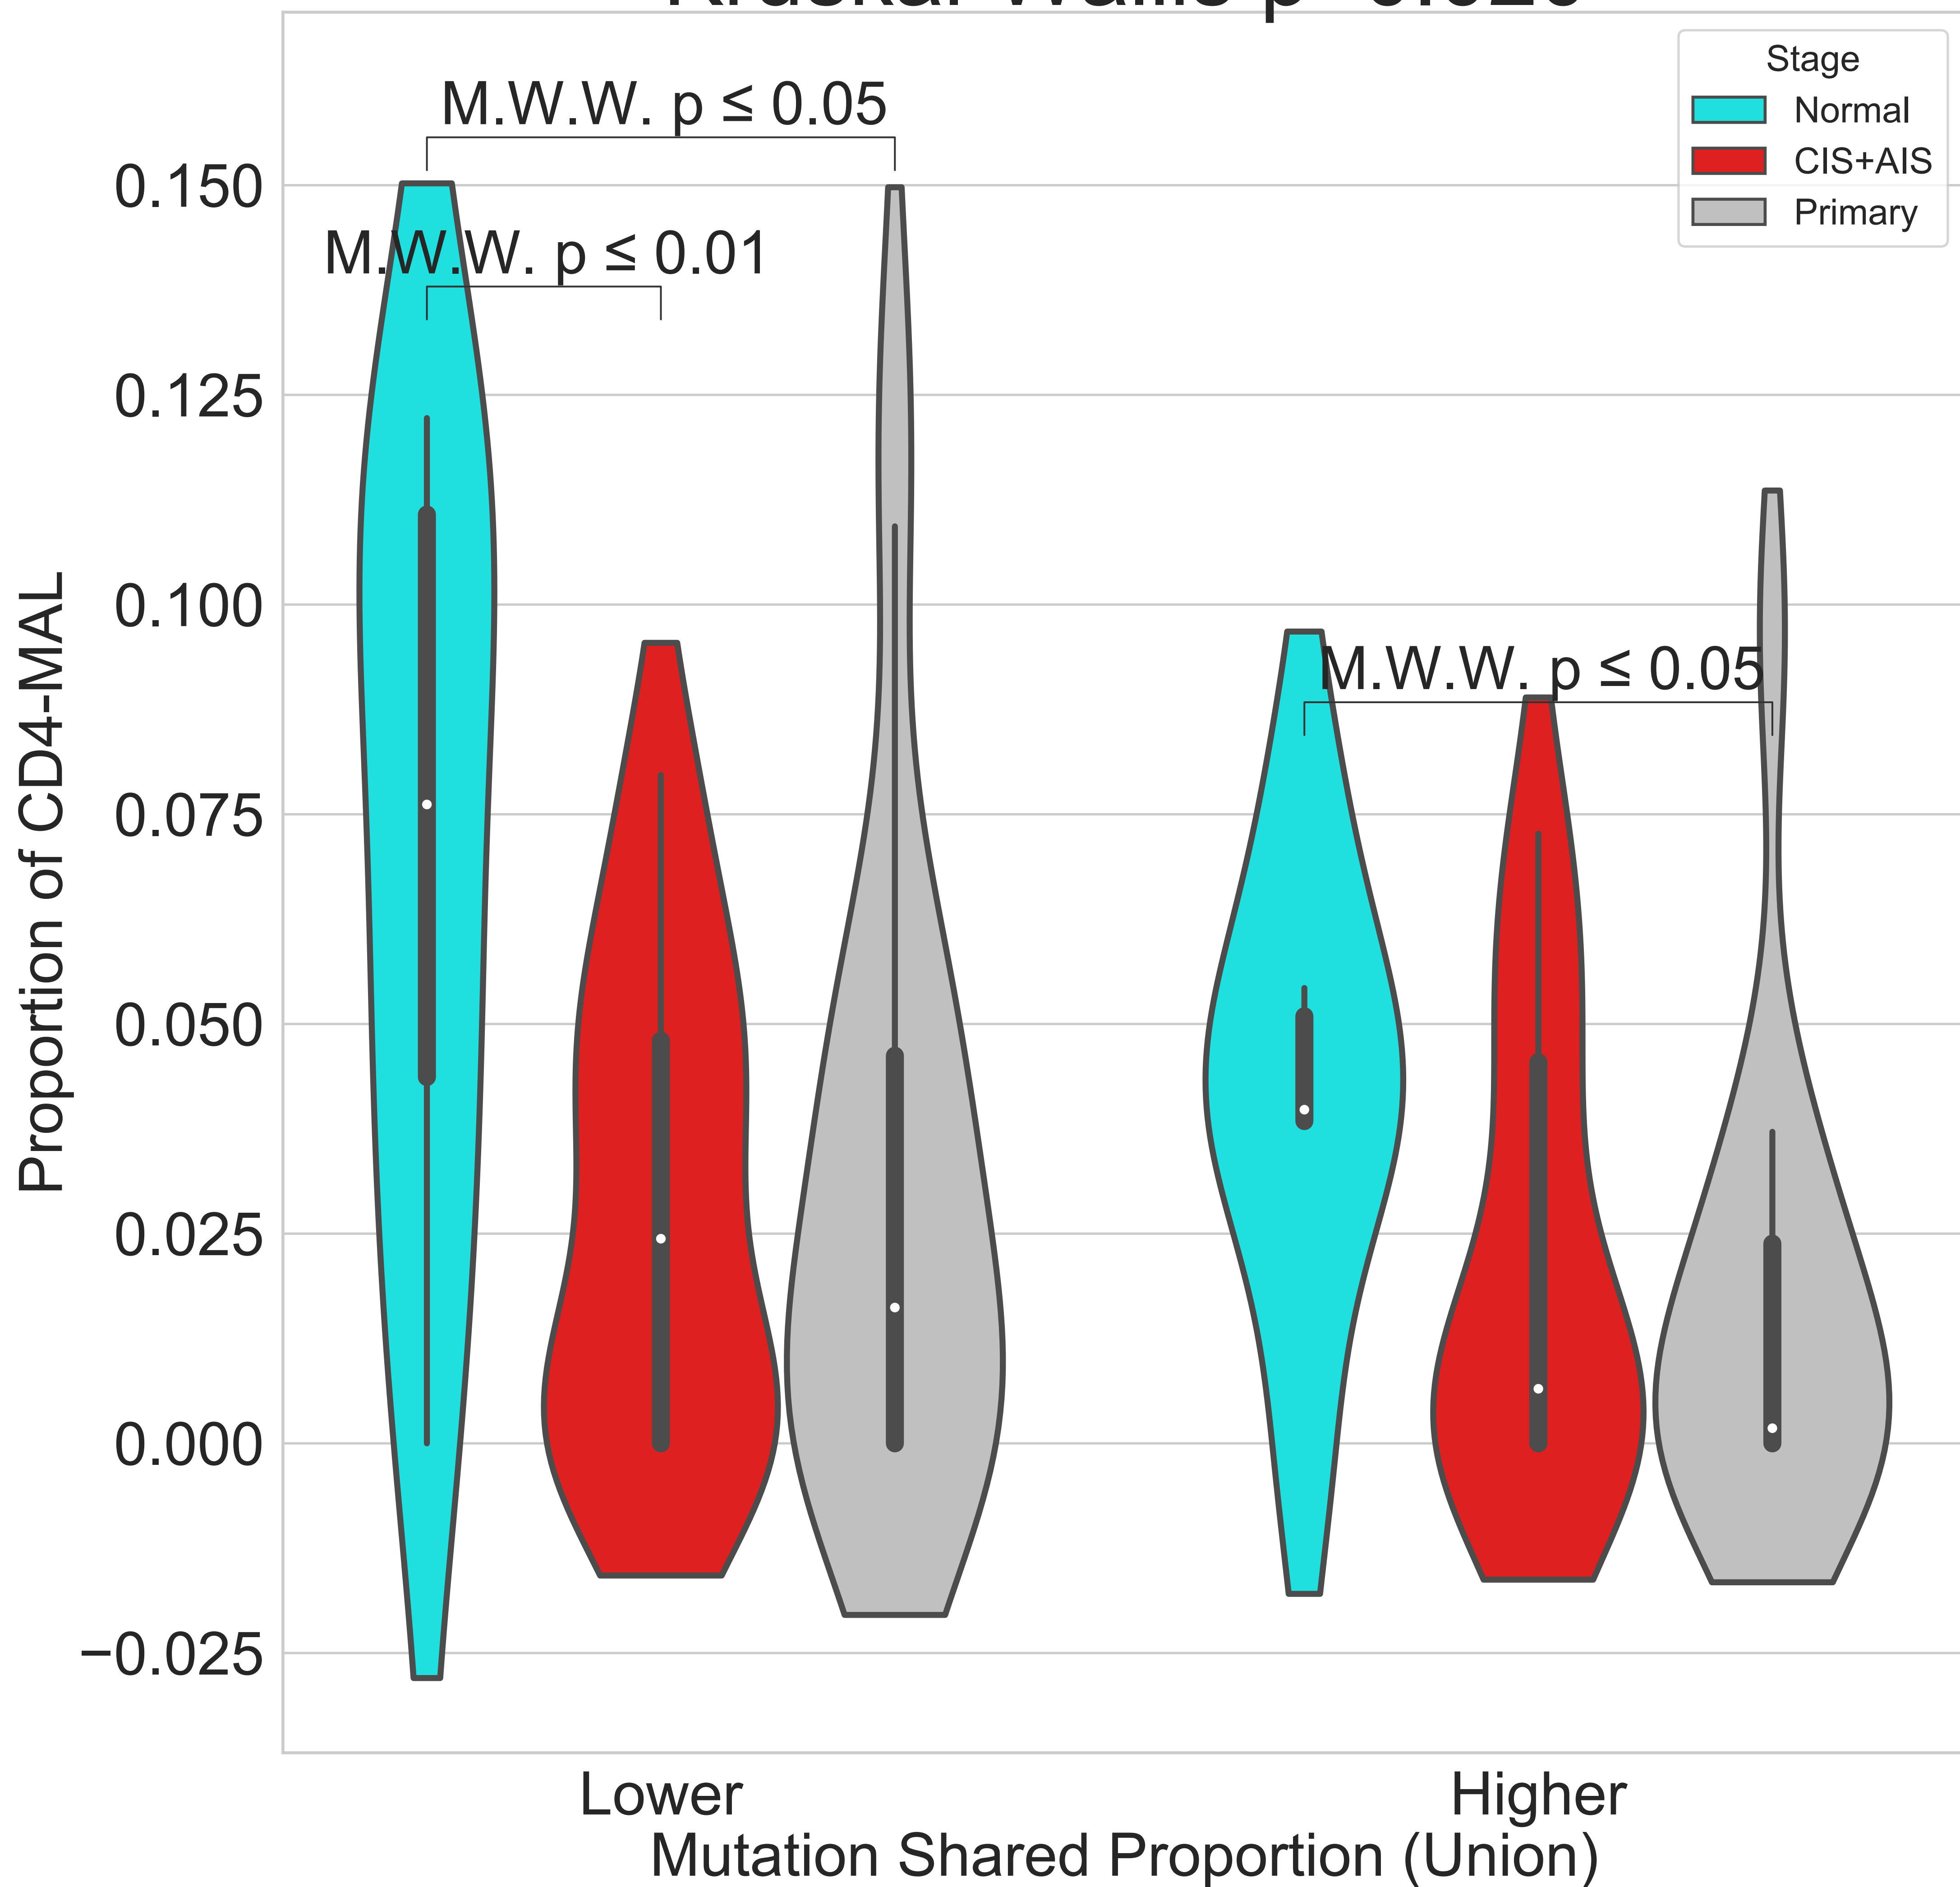 Stage
Normal
CIS+AIS
Primary
M.W.W. p ≤ 0.05
M.W.W. p ≤ 0.01
M.W.W. p ≤ 0.05
Proportion of CD4-MAL
0.150
0.125
0.100
0.075
0.050
0.025
0.000
−0.025
Lower
Higher
Mutation Shared Proportion (Union)